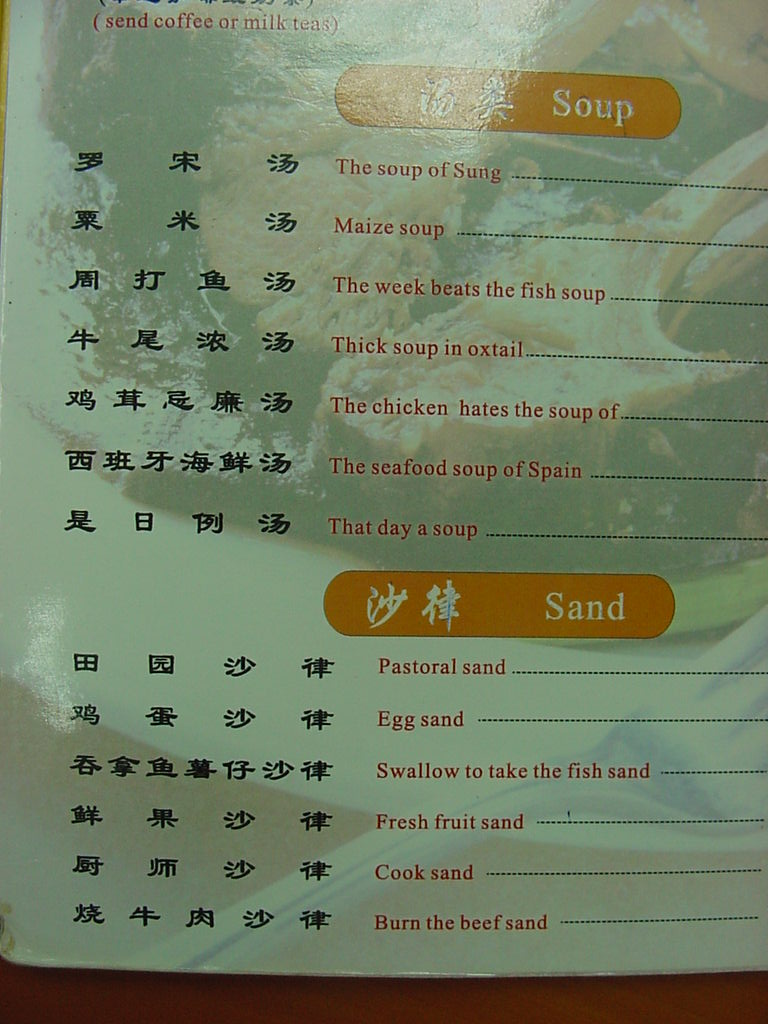 ( send coffee or milk teas)
汤类 Soup
罗宋汤 The soup of Sung
粟米汤 Maize soup
周打鱼汤 The week beats the fish soup
牛尾浓汤 Thick soup in oxtail
鸡茸忌廉汤 The chicken hates the soup of
西班牙海鲜汤 The seafood soup of Spain
是日例汤 That day a soup
沙律 Sand
田园沙律 Pastoral sand
鸡蛋沙律 Egg sand
吞拿鱼薯仔沙律 Swallow to take the fish sand
鲜果沙律 Fresh fruit sand
厨师沙律 Cook sand
烧牛肉沙律 Burn the beef sand